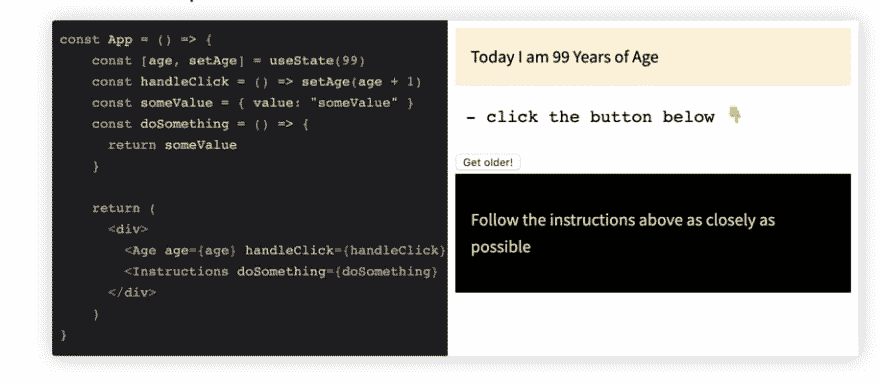 const App = () => {
const [age, setAge] = useState(99)
const handleClick = () => setAge(age + 1)
const someValue = { value: "someValue" }
const doSomething = () => {
return someValue
}
return (
<div>
<Age age={age} handleClick={handleClick}
<Instructions doSomething={doSomething}
</div>
)
}
Today I am 99 Years of Age
- click the button below 👇
Get older!
Follow the instructions above as closely as
possible